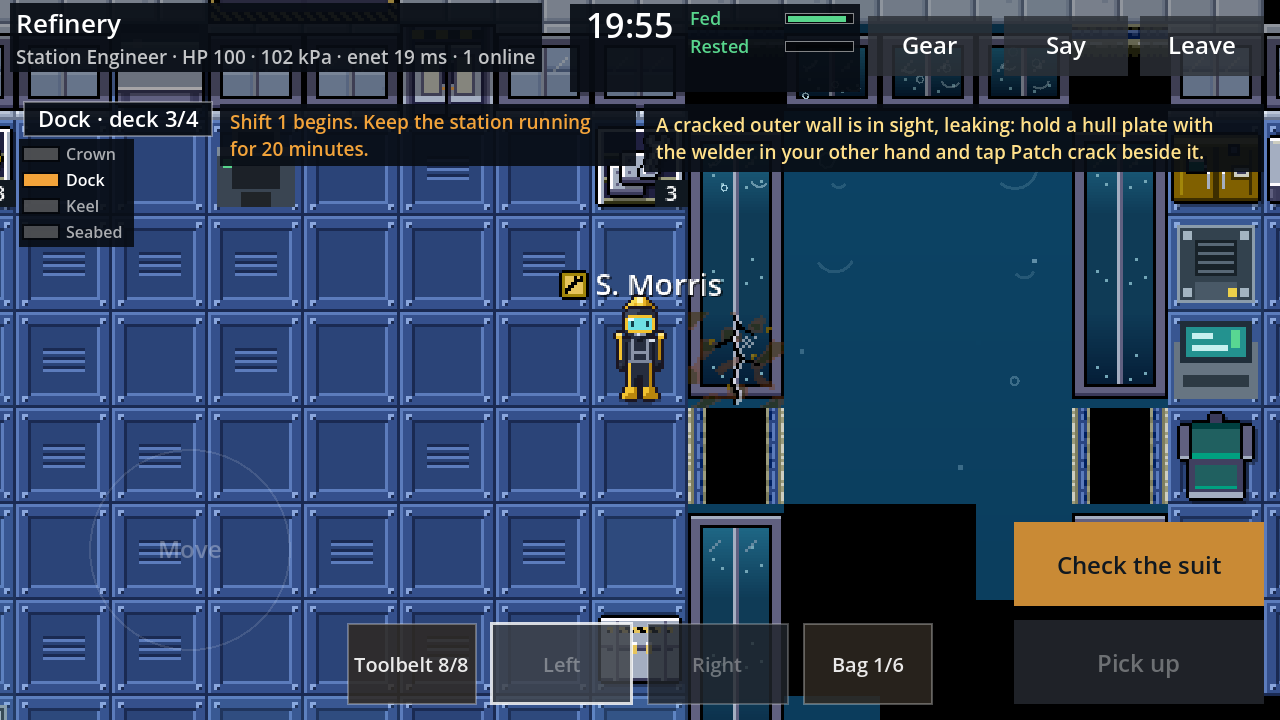 Refinery
Station Engineer · HP 100 · 102 kPa · enet 19 ms · 1 online
19:55
Fed
Rested
Gear
Say
Leave
Dock · deck 3/4
Crown
Dock
Keel
Seabed
Shift 1 begins. Keep the station running
for 20 minutes.
A cracked outer wall is in sight, leaking: hold a hull plate with
the welder in your other hand and tap Patch crack beside it.
3
3
S. Morris
Move
Check the suit
Pick up
Toolbelt 8/8
Left
Right
Bag 1/6